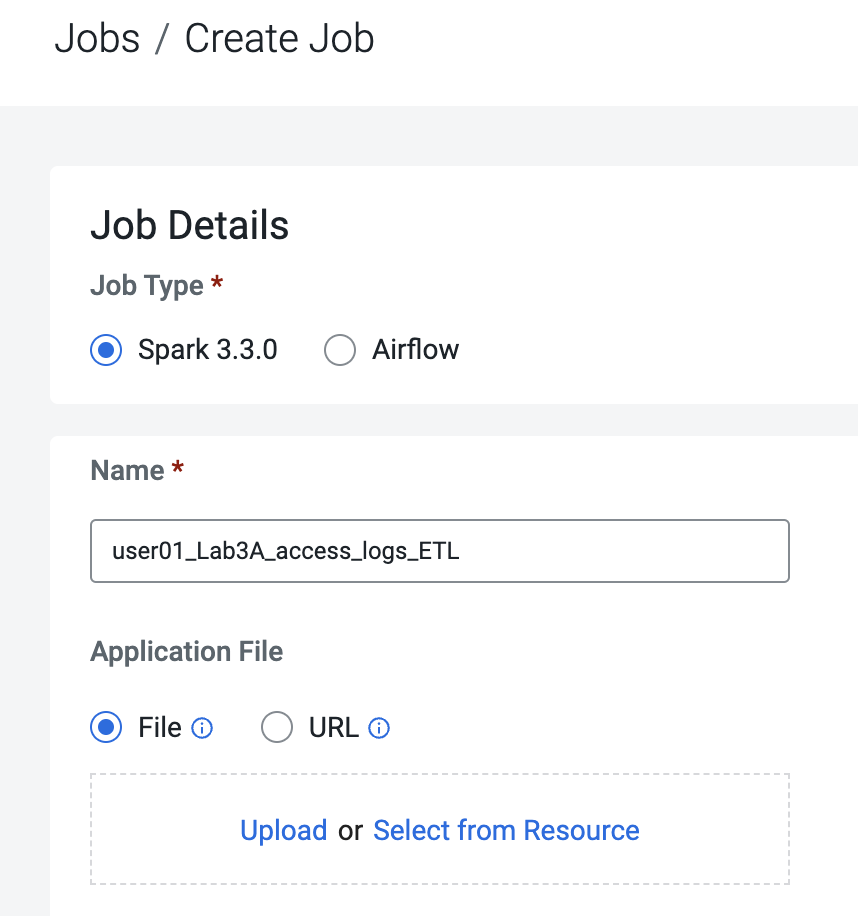 Jobs / Create Job
Job Details
Job Type *
Spark 3.3.0 Airflow
Name *
user01_Lab3A_access_logs_ETL
Application File
File URL
Upload or Select from Resource